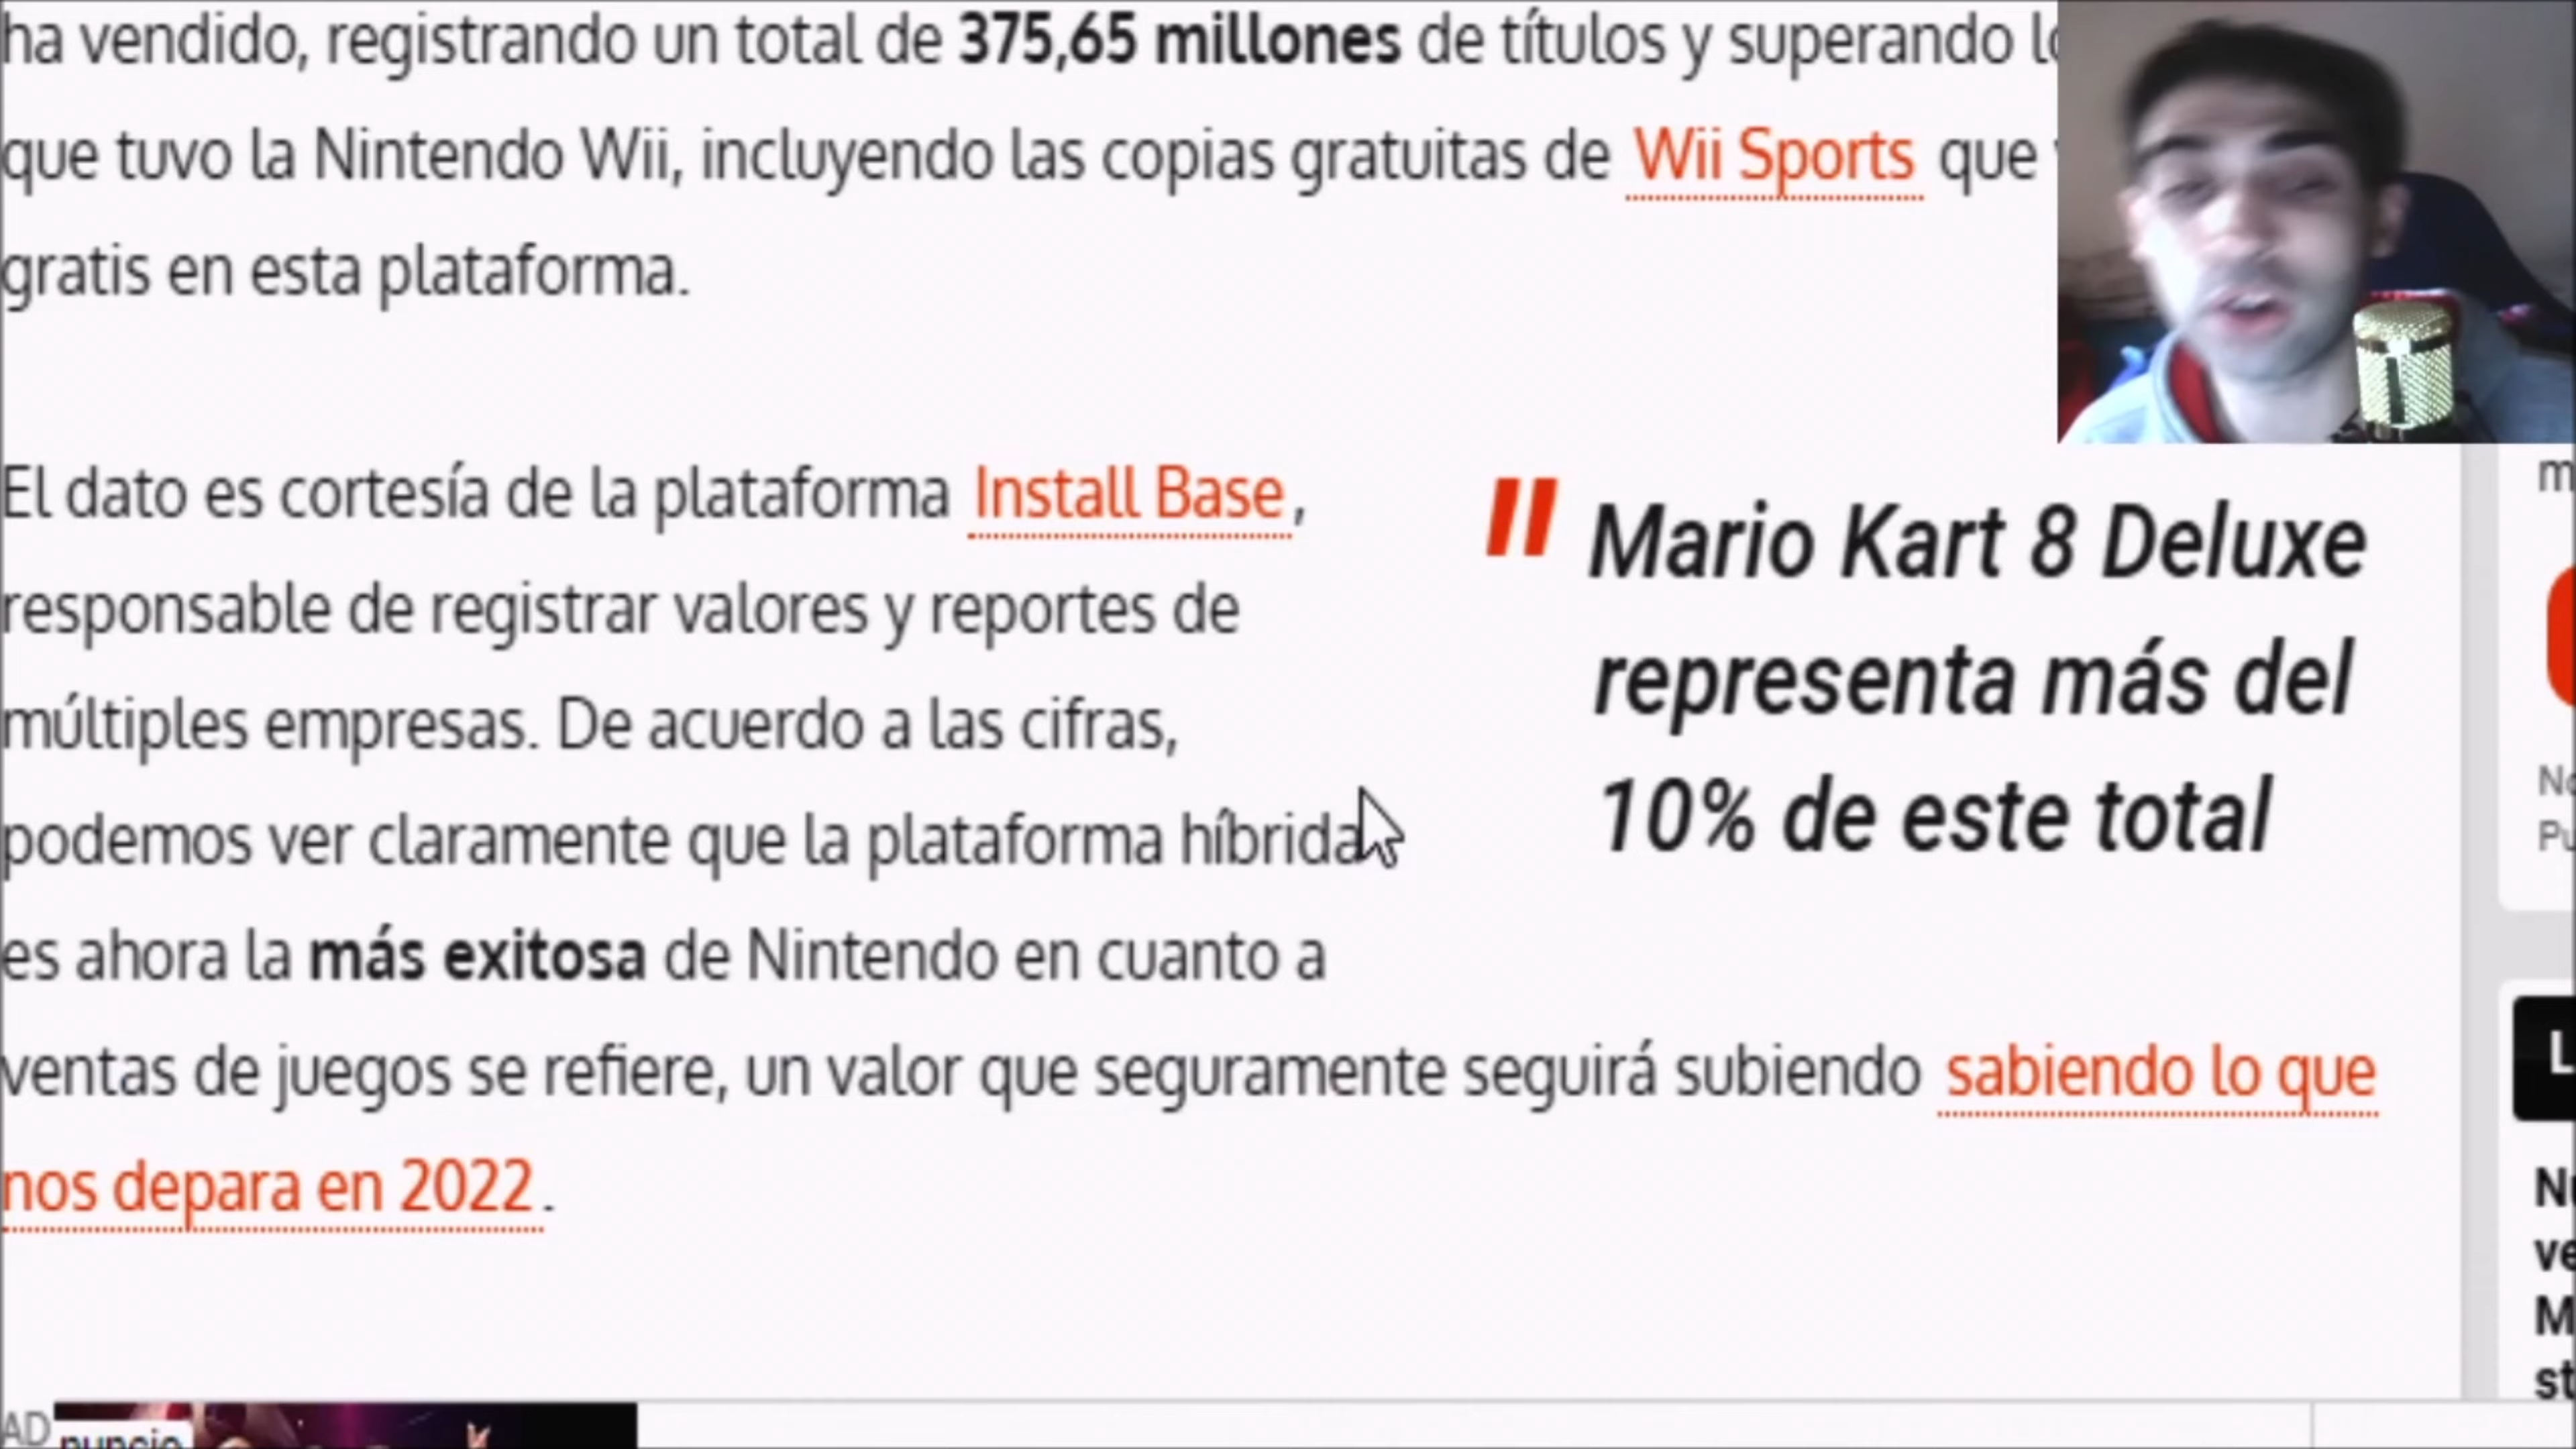 ha vendido, registrando un total de 375,65 millones de títulos y superando
que tuvo la Nintendo Wii, incluyendo las copias gratuitas de Wii Sports que
gratis en esta plataforma.
El dato es cortesía de la plataforma Install Base,
responsable de registrar valores y reportes de
múltiples empresas. De acuerdo a las cifras,
podemos ver claramente que la plataforma híbrida
es ahora la más exitosa de Nintendo en cuanto a
ventas de juegos se refiere, un valor que seguramente seguirá subiendo sabiendo lo que
nos depara en 2022.
" Mario Kart 8 Deluxe
representa más del
10% de este total
AD